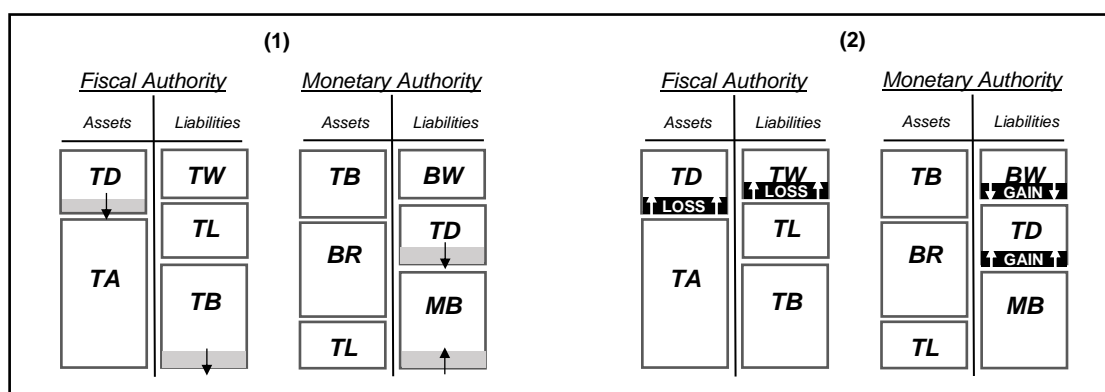 (1)
Fiscal Authority Monetary Authority
Assets Liabilities Assets Liabilities
TD TW TB BW
TL TD
TA BR
TB MB
TL
(2)
Fiscal Authority Monetary Authority
Assets Liabilities Assets Liabilities
TD TW TB BW
LOSS LOSS GAIN
TL TD
TA BR GAIN
TB MB
TL